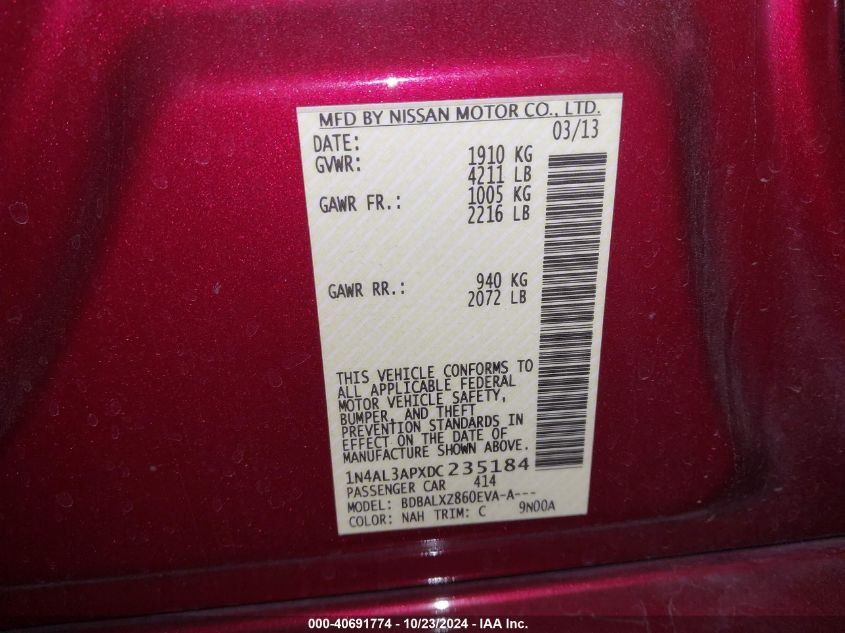 MFD BY NISSAN MOTOR CO., LTD.
DATE: 03/13
GVWR: 1910 KG
4211 LB
GAWR FR.: 1005 KG
2216 LB
GAWR RR.: 940 KG
2072 LB
THIS VEHICLE CONFORMS TO
ALL APPLICABLE FEDERAL
MOTOR VEHICLE SAFETY,
BUMPER, AND THEFT
PREVENTION STANDARDS IN
EFFECT ON THE DATE OF
MANUFACTURE SHOWN ABOVE.
1N4AL3APXDC235184
PASSENGER CAR 414
MODEL: BDBALXZ860EVA-A---
COLOR: NAH TRIM: C 9N00A
000-40691774 - 10/23/2024 - IAA Inc.